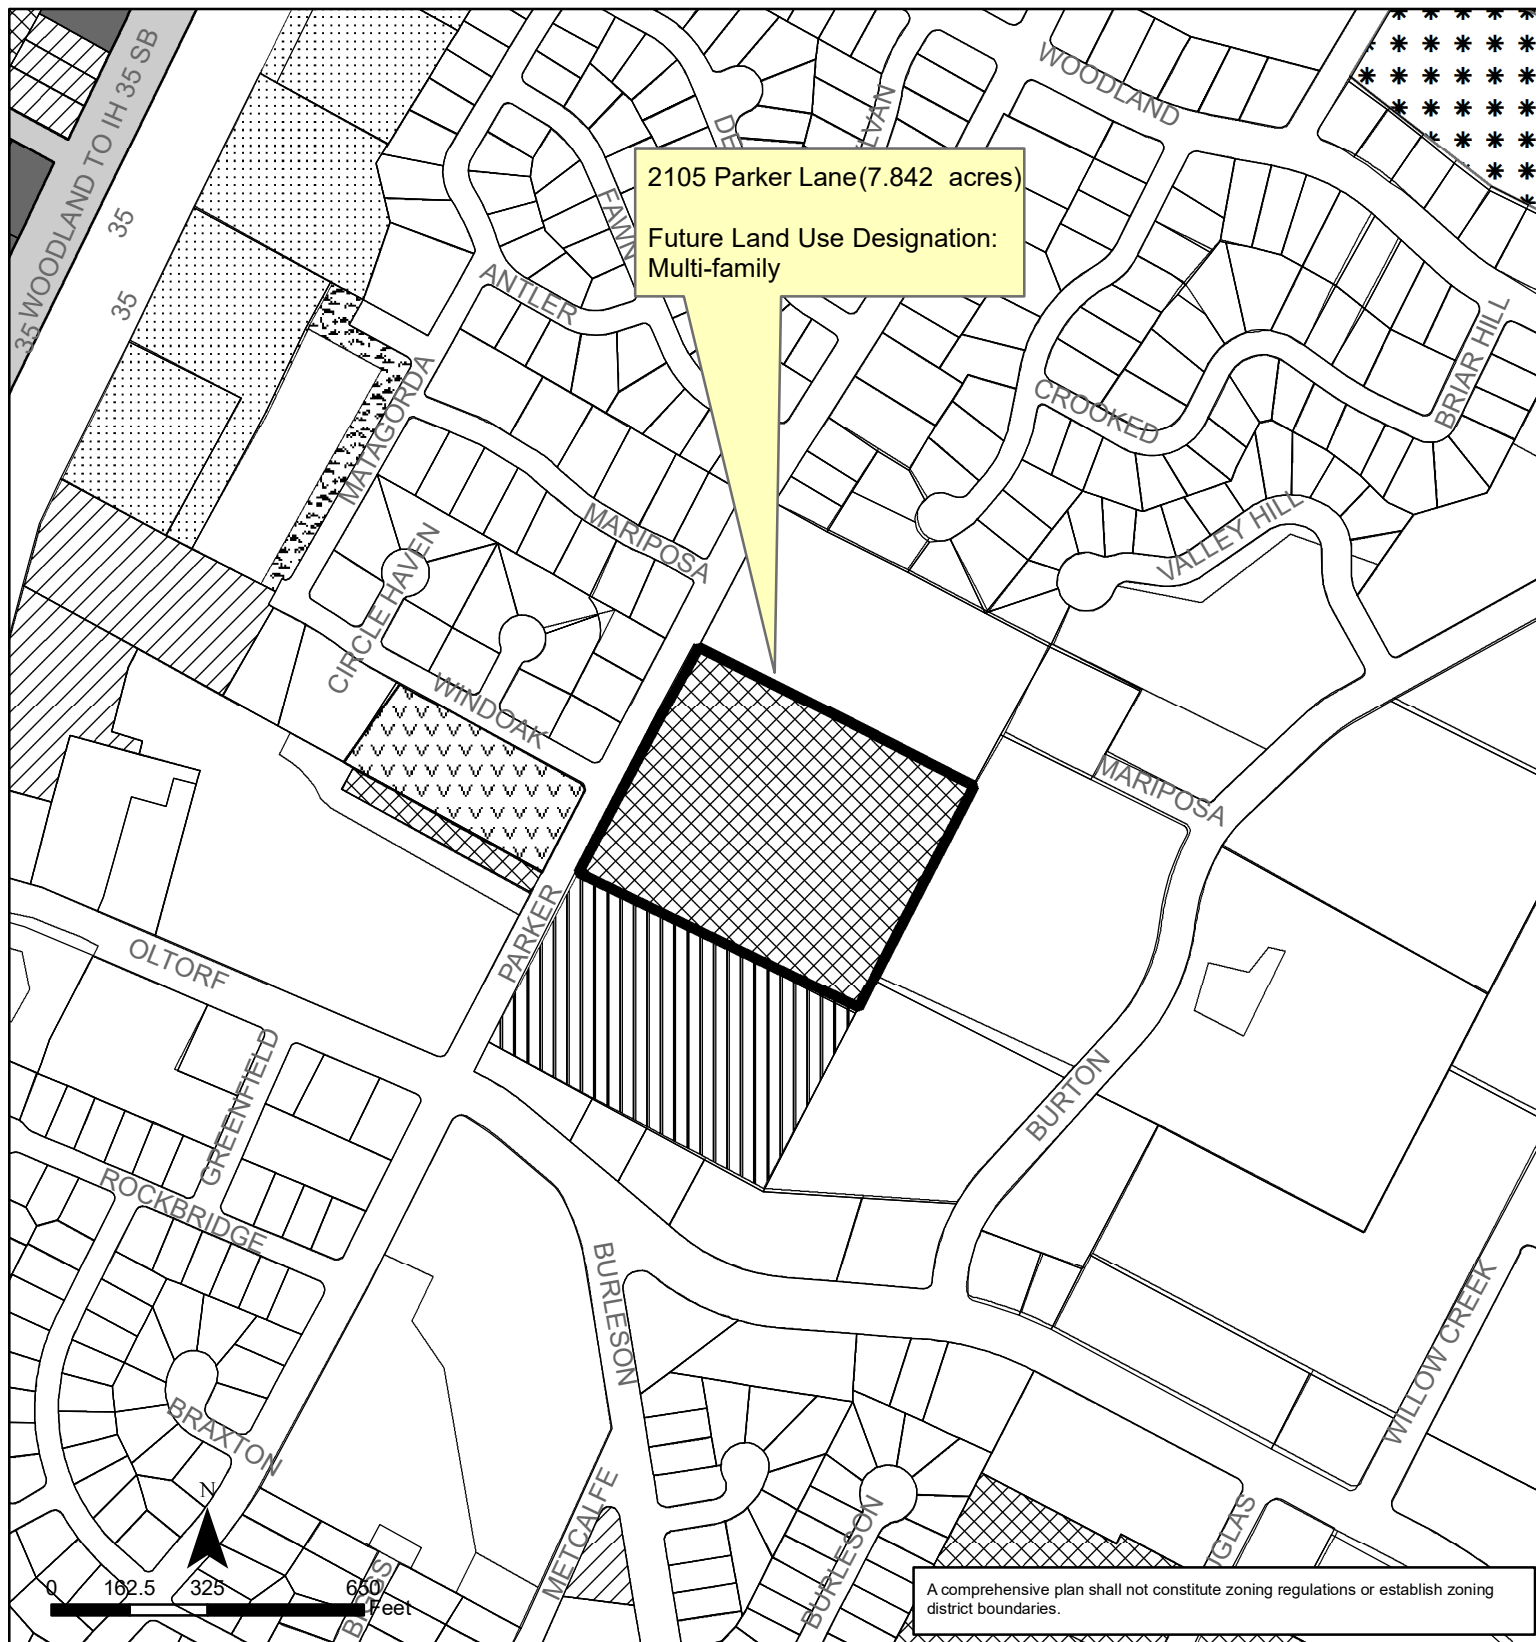 WOODLAND
35 WOODLAND TO IH 35 SB
35
35
2105 Parker Lane(7.842 acres)
Future Land Use Designation:
Multi-family
FAWN
ANTLER
MATAGORDA
CROOKED
BRIAR HILL
MARIPOSA
VALLEY HILL
CIRCLE HAVEN
WINDOAK
MARIPOSA
PARKER
OLTORF
GREENFIELD
BURTON
ROCKBRIDGE
BURLESON
WILLOW CREEK
BRAXTON
METCALFE
BURLESON
N
0 162.5 325 650
Feet
A comprehensive plan shall not constitute zoning regulations or establish zoning
district boundaries.